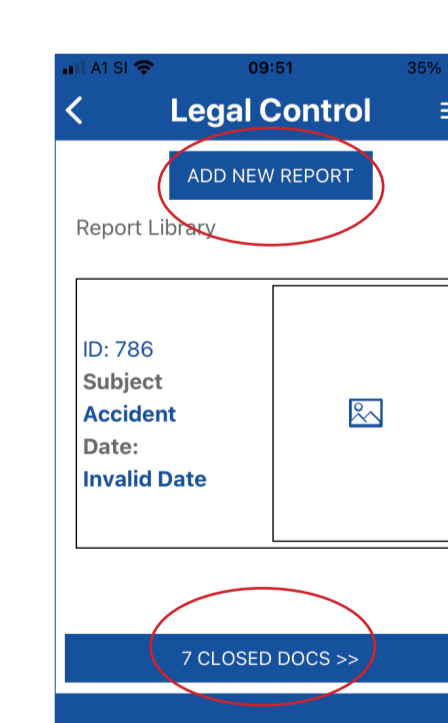 A1 SI 09:51 35%
Legal Control
ADD NEW REPORT
Report Library
ID: 786
Subject
Accident
Date:
Invalid Date
7 CLOSED DOCS >>